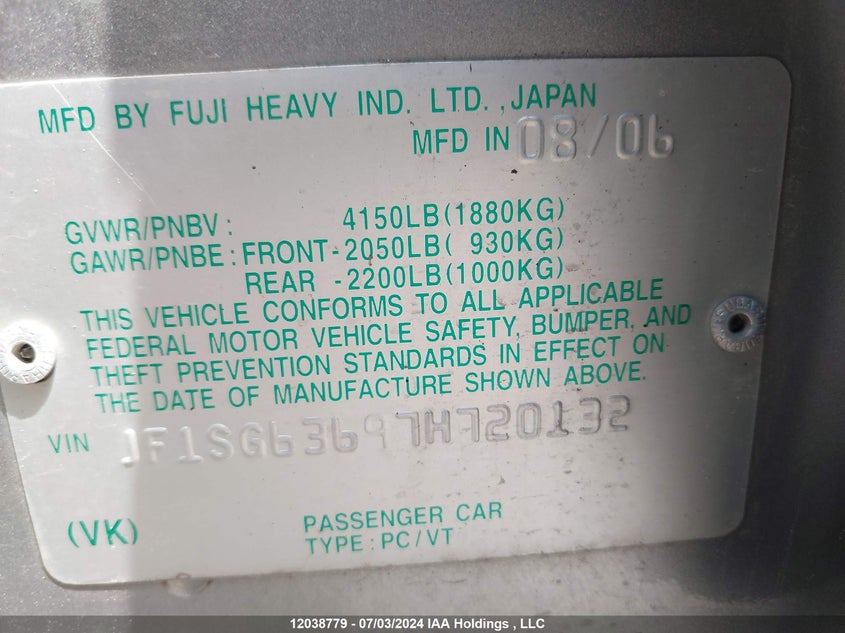 MFD BY FUJI HEAVY IND. LTD., JAPAN
MFD IN 08/06
GVWR/PNBV: 4150LB(1880KG)
GAWR/PNBE: FRONT-2050LB( 930KG)
REAR -2200LB(1000KG)
THIS VEHICLE CONFORMS TO ALL APPLICABLE
FEDERAL MOTOR VEHICLE SAFETY, BUMPER, AND
THEFT PREVENTION STANDARDS IN EFFECT ON
THE DATE OF MANUFACTURE SHOWN ABOVE.
VIN JF1SG63697H720132
(VK) PASSENGER CAR
TYPE: PC/VT
12038779 - 07/03/2024 IAA Holdings , LLC